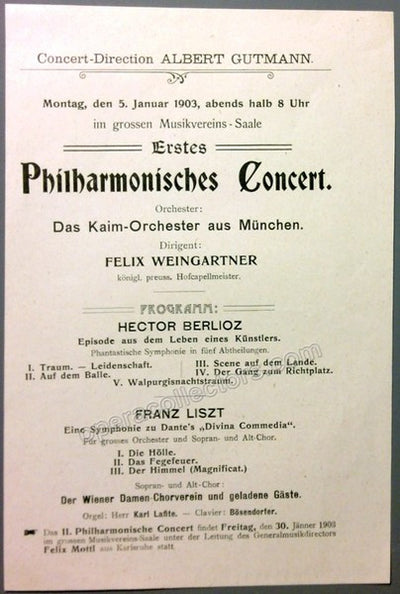 Concert-Direction ALBERT GUTMANN.
Montag, den 5. Januar 1903, abends halb 8 Uhr
im grossen Musikvereins-Saale
Erstes
Philharmonisches Concert.
Orchester:
Das Kaim-Orchester aus München.
Dirigent:
FELIX WEINGARTNER
königl. preuss. Hofcapellmeister.
PROGRAMM:
HECTOR BERLIOZ
Episode aus dem Leben eines Künstlers.
Phantastische Symphonie in fünf Abtheilungen.
I. Traum. — Leidenschaft.
II. Auf dem Balle.
III. Scene auf dem Lande.
IV. Der Gang zum Richtplatz.
V. Walpurgisnachtstraum.
FRANZ LISZT
Eine Symphonie zu Dante's „Divina Commedia".
Für grosses Orchester und Sopran- und Alt-Chor.
I. Die Hölle.
II. Das Fegefeuer.
III. Der Himmel (Magnificat.)
Sopran- und Alt-Chor:
Der Wiener Damen-Chorverein und geladene Gäste.
Orgel: Herr Karl Lafite. — Clavier: Bösendorfer.
Das II. Philharmonische Concert findet Freitag, den 30. Jänner 1903
im grossen Musikvereins-Saale unter der Leitung des Generalmusikdirectors
Felix Mottl aus Karlsruhe statt
operacollectors.com